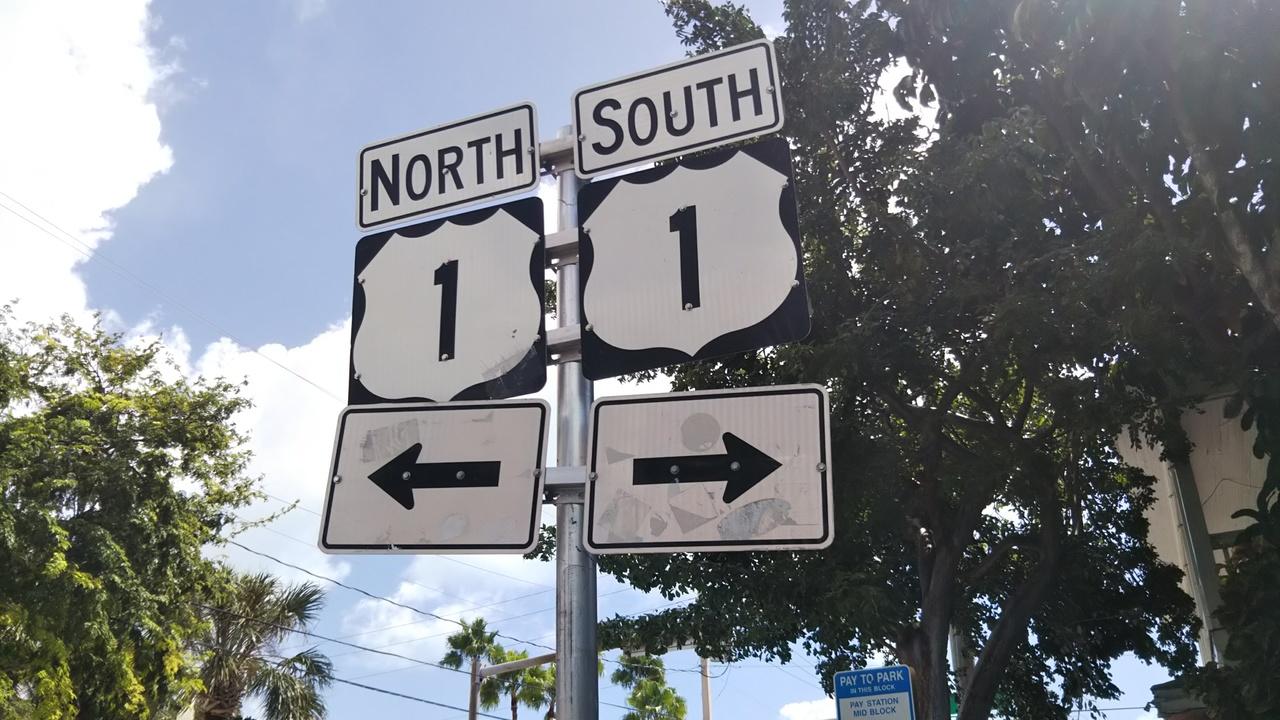 NORTH
SOUTH
1
1
PAY TO PARK
IN THIS BLOCK
PAY STATION
MID BLOCK